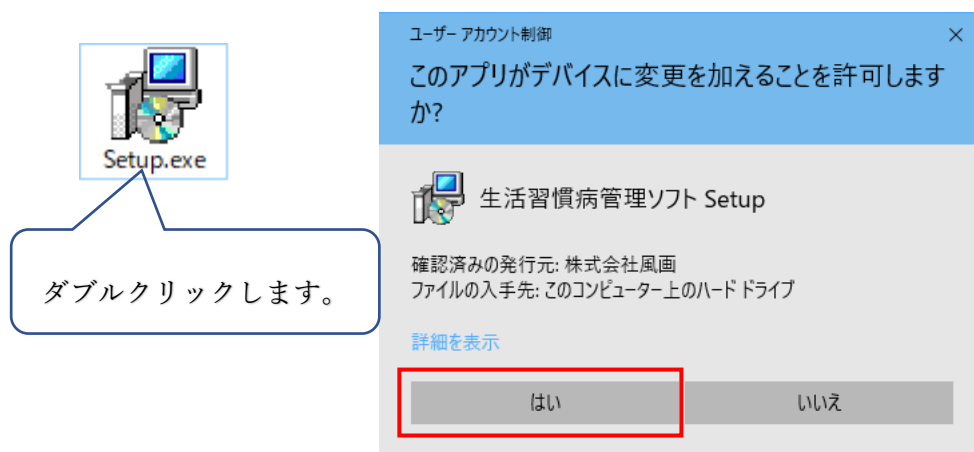 Setup.exe
ダブルクリックします。
ユーザー アカウント制御
このアプリがデバイスに変更を加えることを許可します
か?
生活習慣病管理ソフト Setup
確認済みの発行元: 株式会社風画
ファイルの入手先: このコンピューター上のハード ドライブ
詳細を表示
はい
いいえ